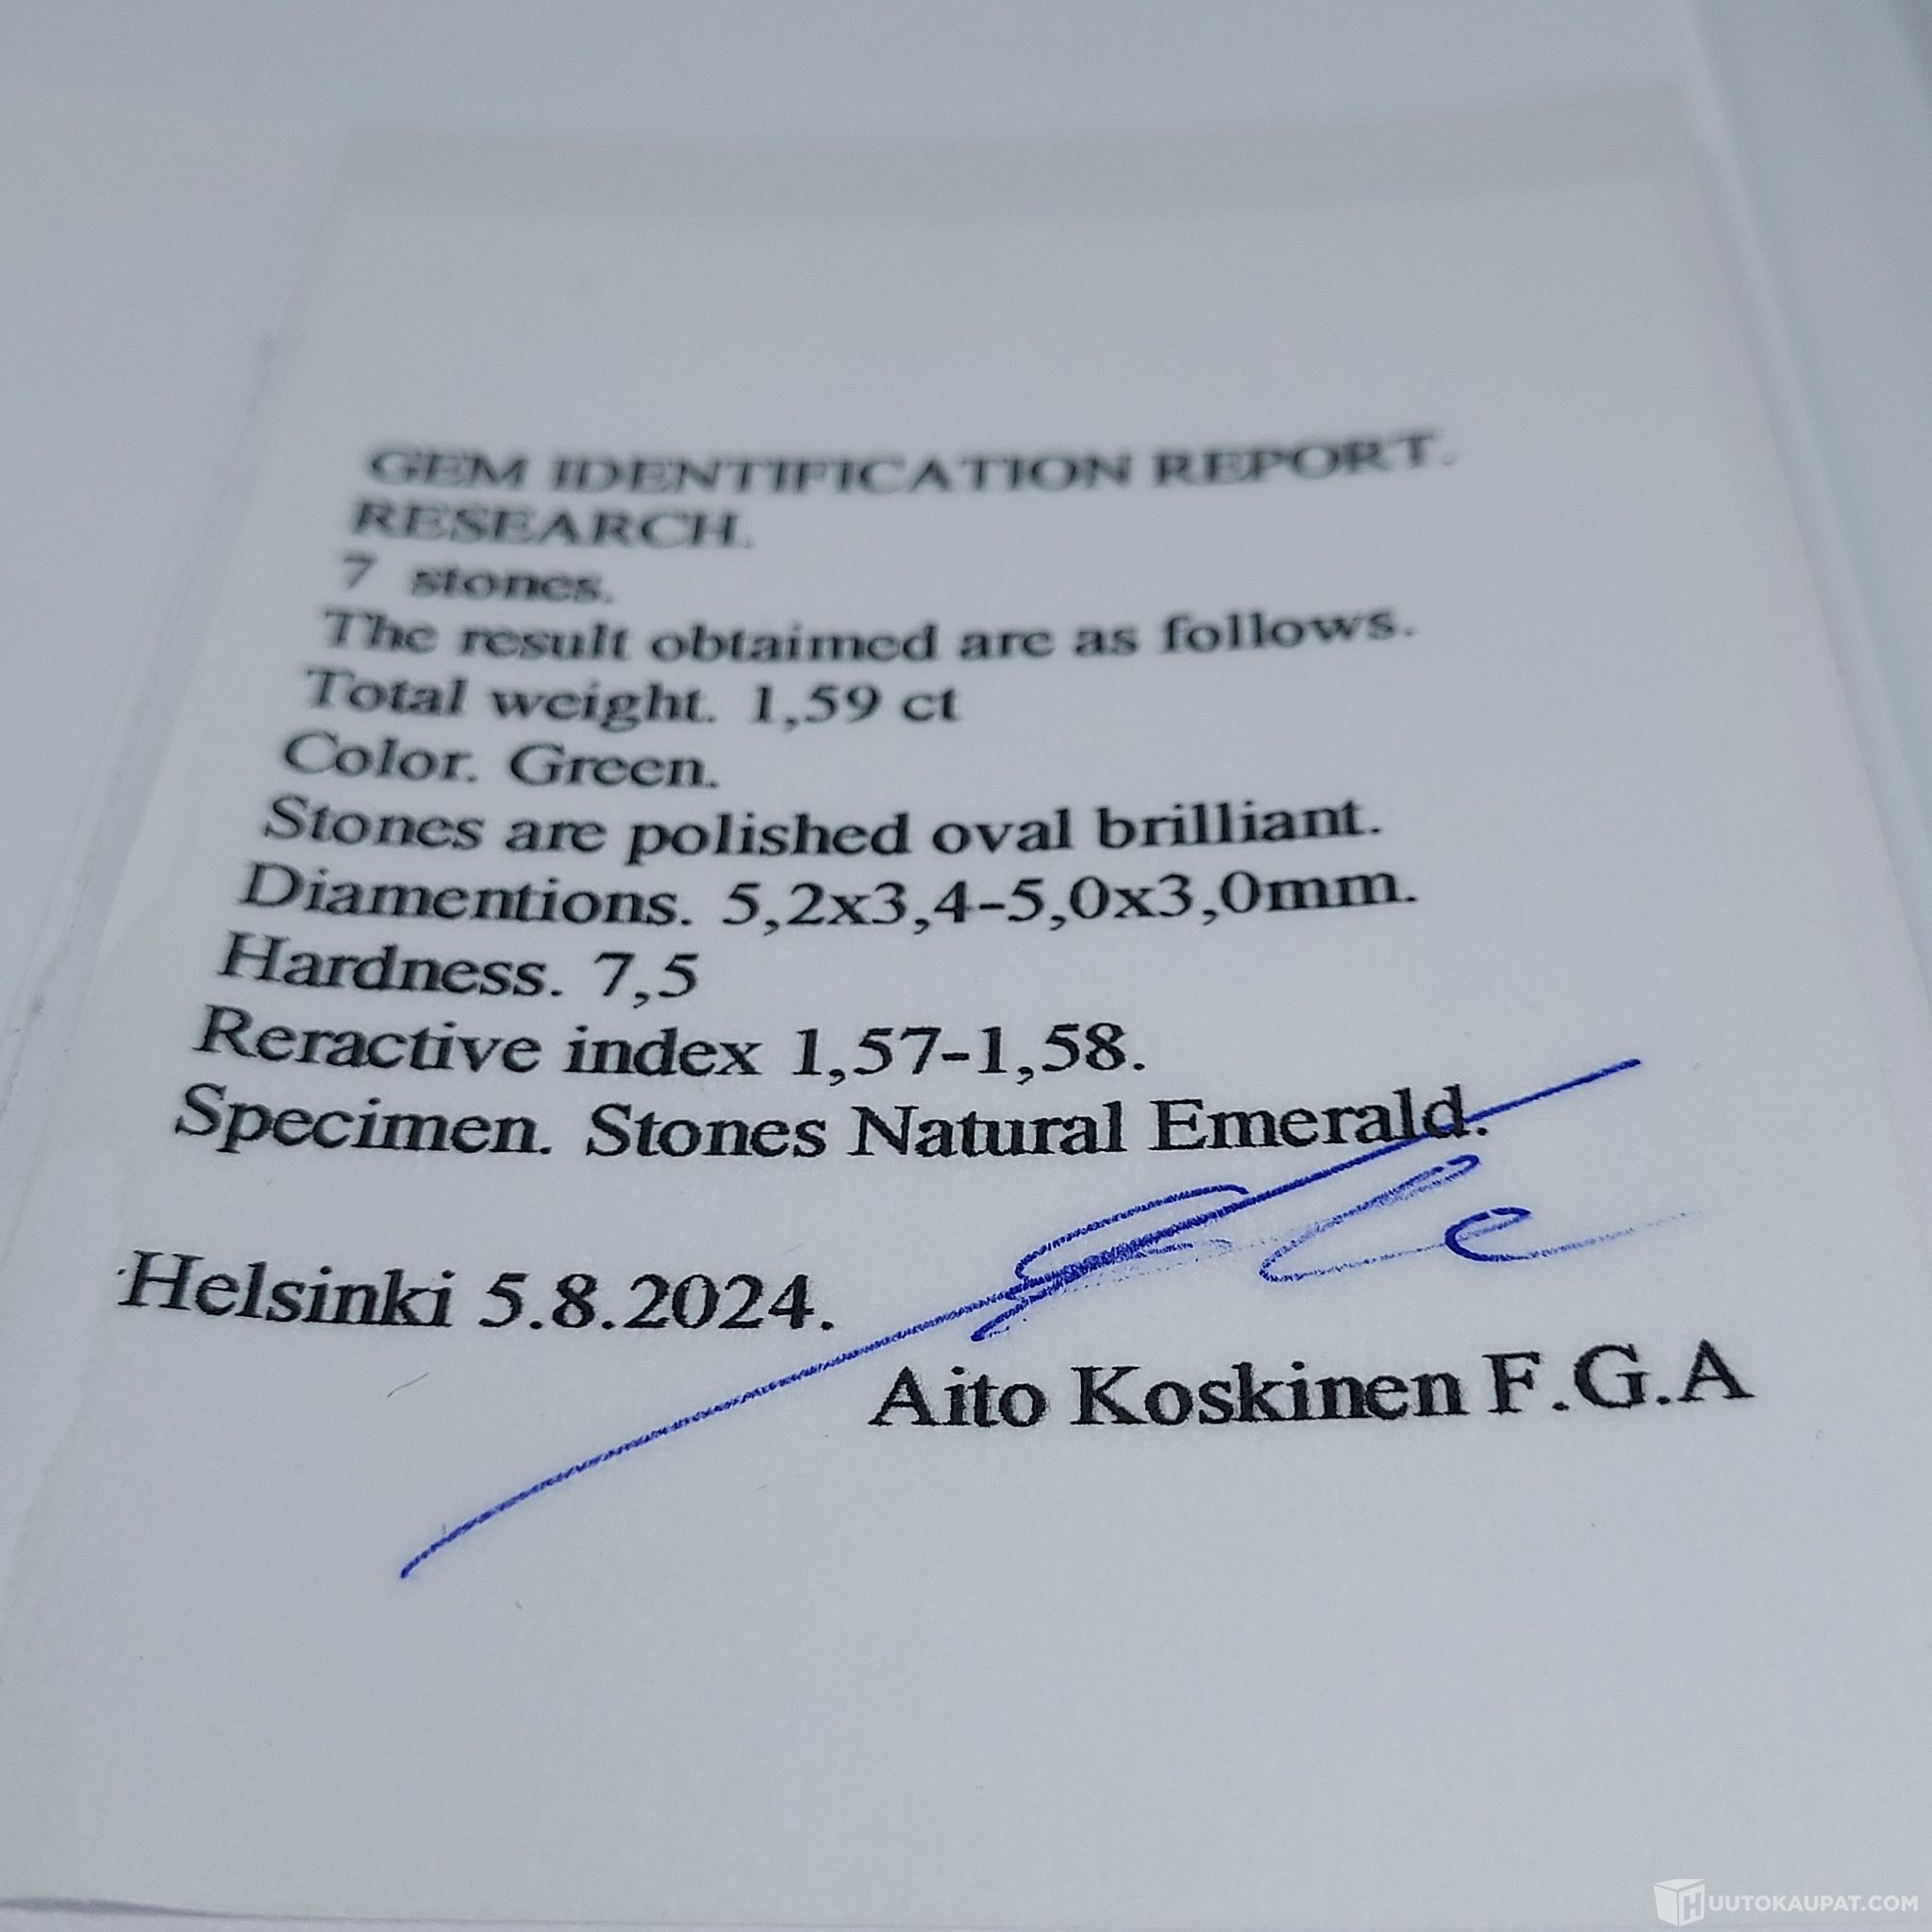 GEM IDENTIFICATION REPORT.
RESEARCH.
7 stones.
The result obtaimed are as follows.
Total weight. 1,59 ct
Color. Green.
Stones are polished oval brilliant.
Diamentions. 5,2x3,4-5,0x3,0mm.
Hardness. 7,5
Reractive index 1,57-1,58.
Specimen. Stones Natural Emerald.
Helsinki 5.8.2024.
Aito Koskinen F.G.A
HUUTOKAUPAT.COM